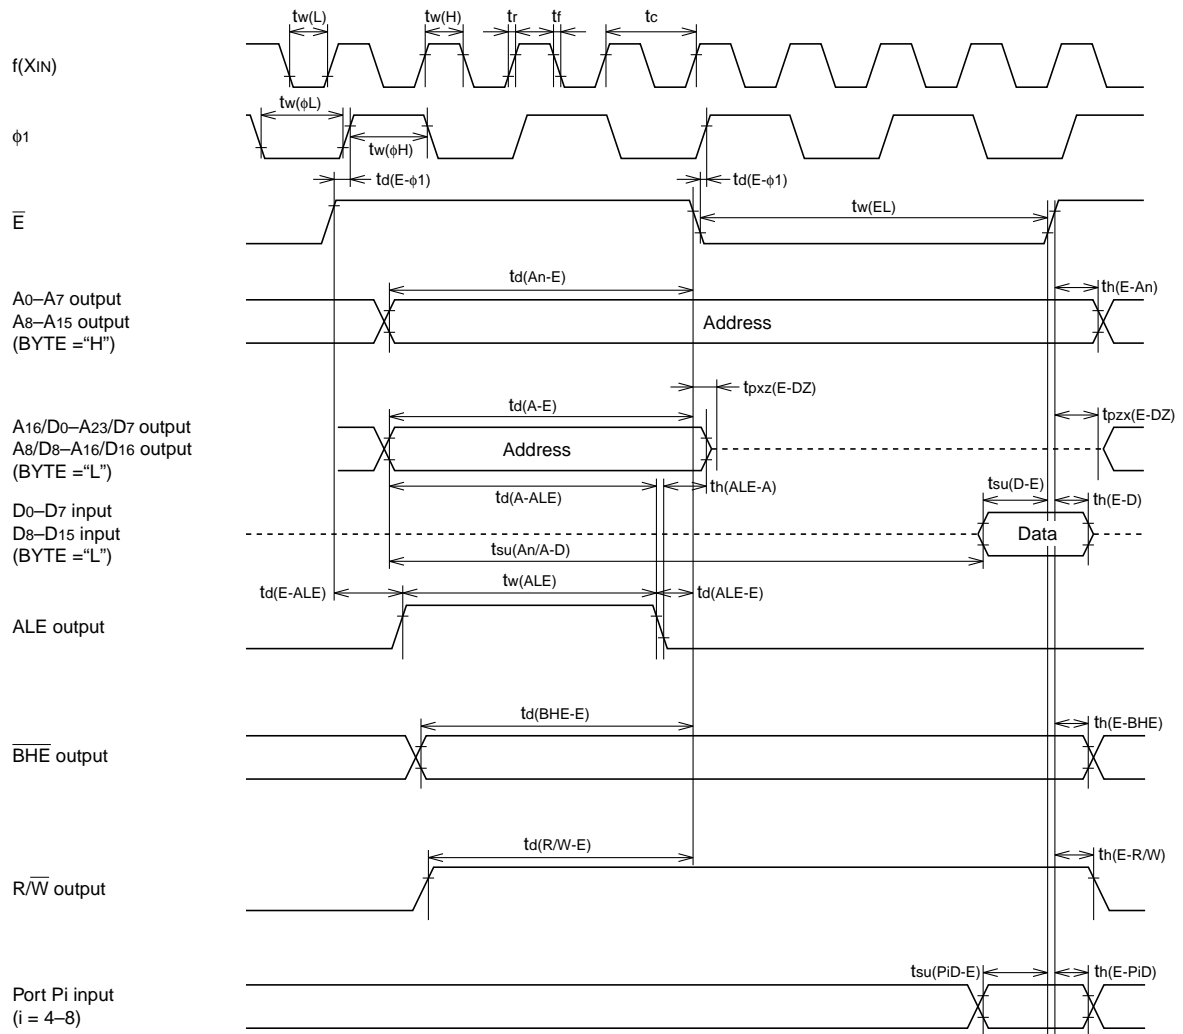 tw(L) tw(H) tr tf tc
f(XIN)
tw(ϕL)
ϕ1
tw(ϕH)
td(E-ϕ1) td(E-ϕ1)
tw(EL)
E̅
td(An-E) th(E-An)
A0–A7 output
A8–A15 output
(BYTE =“H”)
Address
tpxz(E-DZ)
td(A-E) tpzx(E-DZ)
A16/D0–A23/D7 output
A8/D8–A16/D16 output
(BYTE =“L”)
Address
td(A-ALE) th(ALE-A) tsu(D-E) th(E-D)
D0–D7 input
D8–D15 input
(BYTE =“L”)
Data
tsu(An/A-D)
td(E-ALE) tw(ALE) td(ALE-E)
ALE output
td(BHE-E) th(E-BHE)
B̅H̅E̅ output
td(R/W-E) th(E-R/W)
R/W̅ output
tsu(PiD-E) th(E-PiD)
Port Pi input
(i = 4–8)